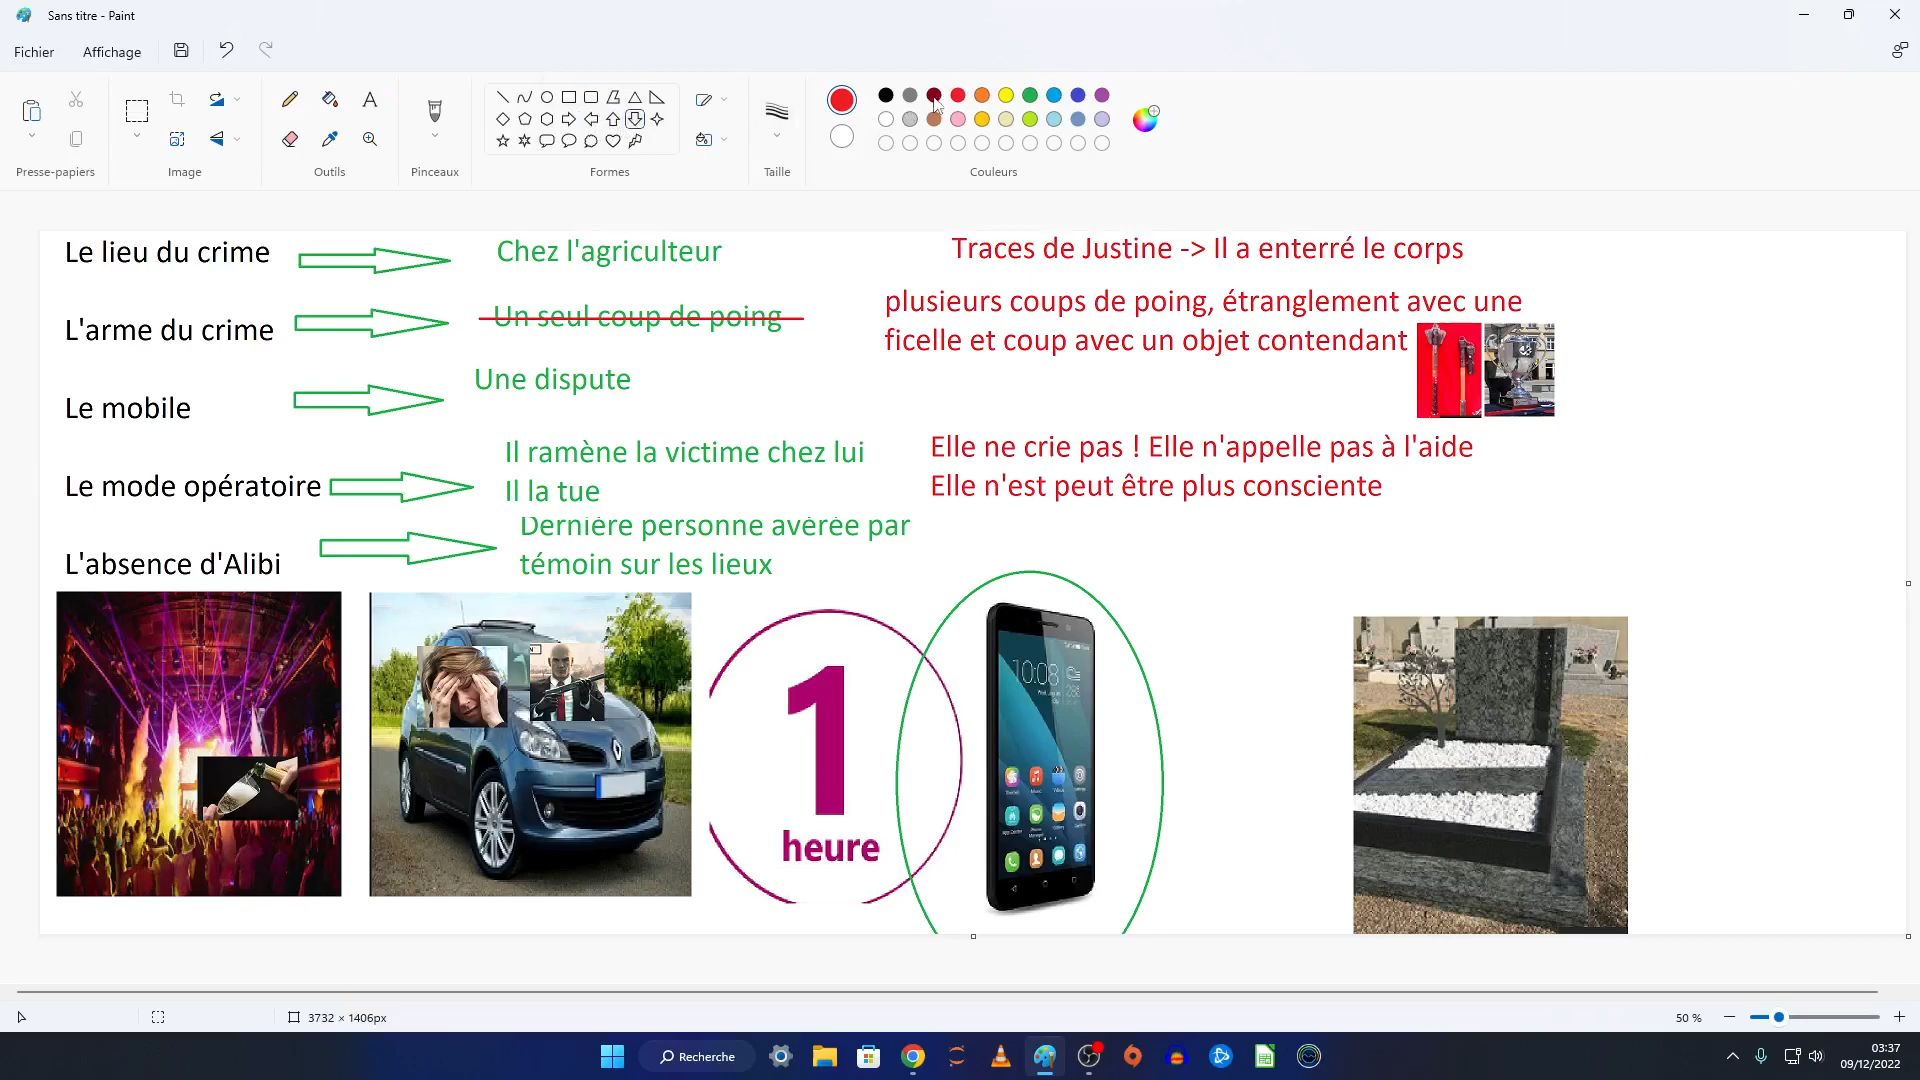 Sans titre - Paint
Fichier
Affichage
Presse-papiers
Image
Outils
Pinceaux
Formes
Taille
Couleurs
Le lieu du crime
Chez l'agriculteur
Traces de Justine -> Il a enterré le corps
L'arme du crime
Un seul coup de poing
plusieurs coups de poing, étranglement avec une
ficelle et coup avec un objet contendant
Le mobile
Une dispute
Le mode opératoire
Il ramène la victime chez lui
Il la tue
Elle ne crie pas ! Elle n'appelle pas à l'aide
Elle n'est peut être plus consciente
L'absence d'Alibi
Dernière personne avérée par
témoin sur les lieux
1
heure
10:08
3732 × 1406px
50 %
Recherche
03:37
09/12/2022